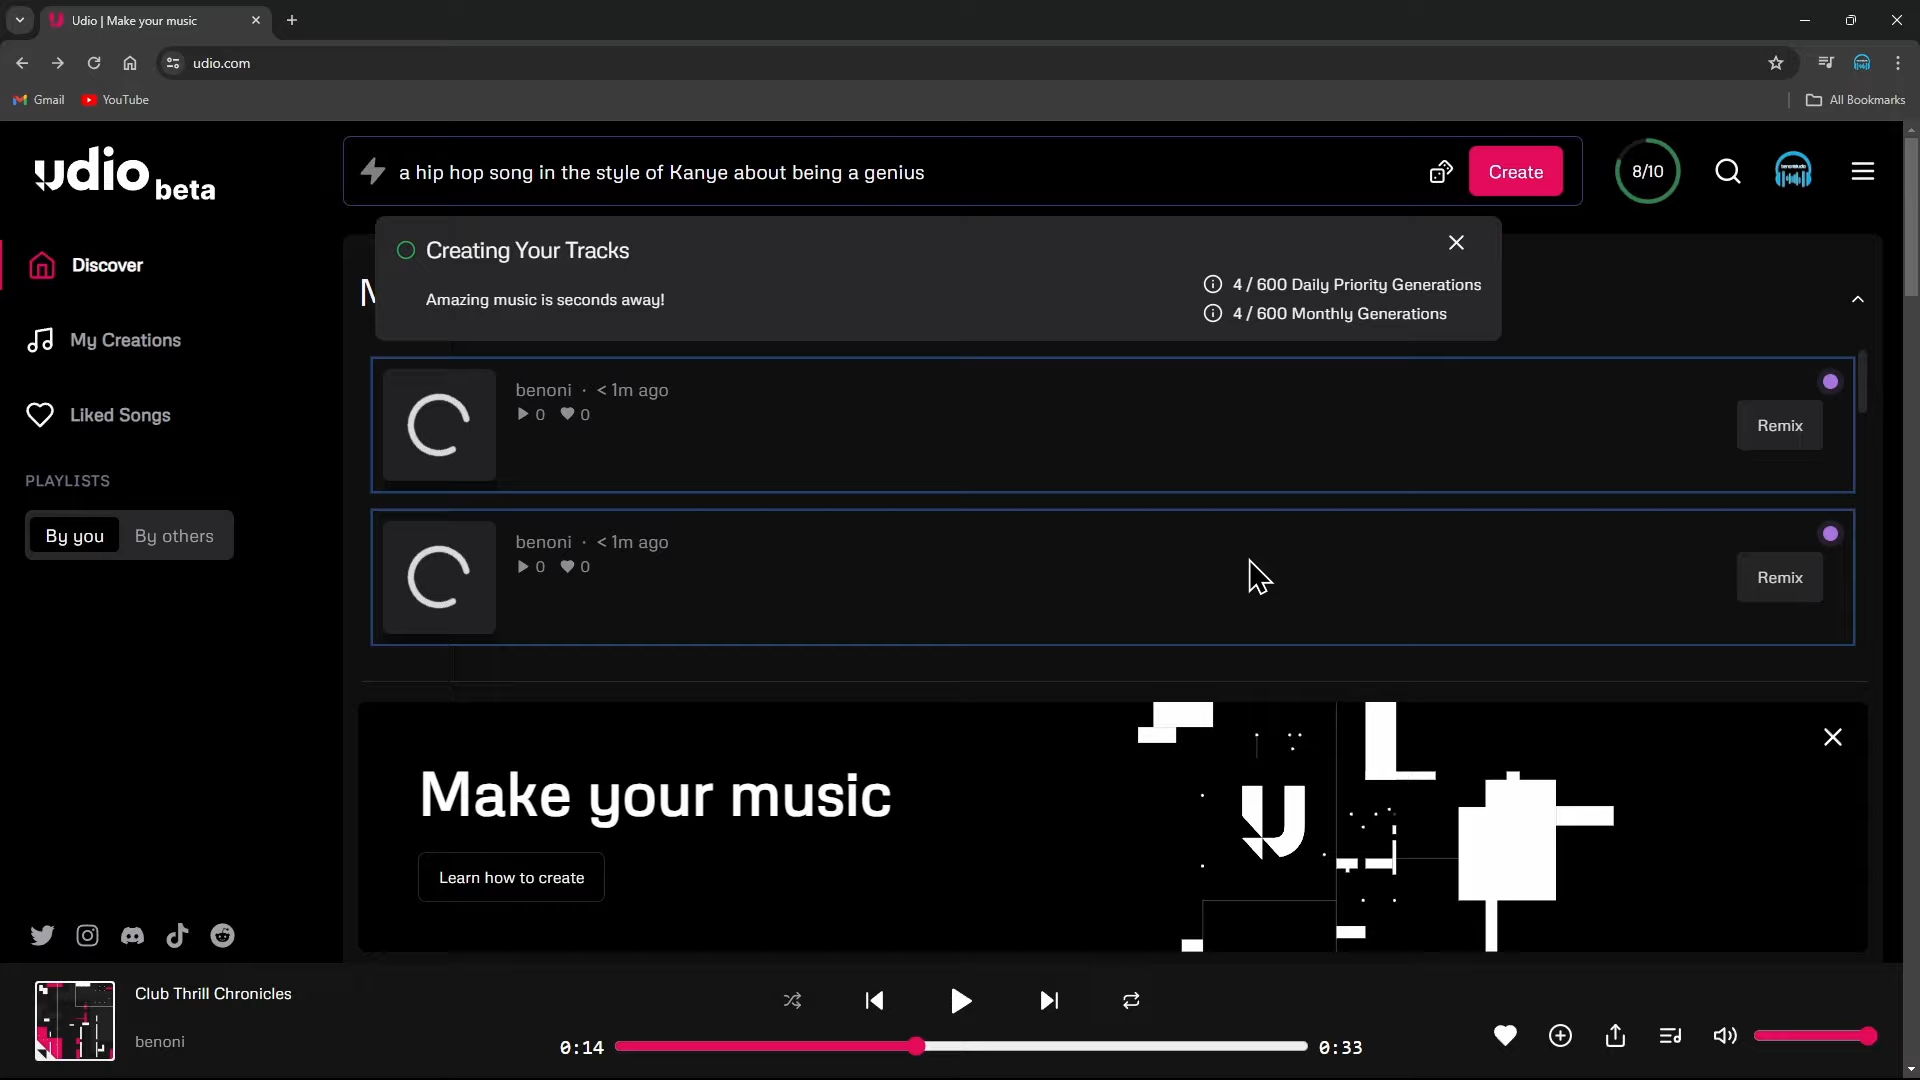 Udio | Make your music
udio.com
Gmail
YouTube
All Bookmarks
udio beta
a hip hop song in the style of Kanye about being a genius
Create
8/10
Discover
My Creations
Liked Songs
PLAYLISTS
By you
By others
Creating Your Tracks
Amazing music is seconds away!
4 / 600 Daily Priority Generations
4 / 600 Monthly Generations
benoni · < 1m ago
0 0
Remix
benoni · < 1m ago
0 0
Remix
Make your music
Learn how to create
Club Thrill Chronicles
benoni
0:14
0:33